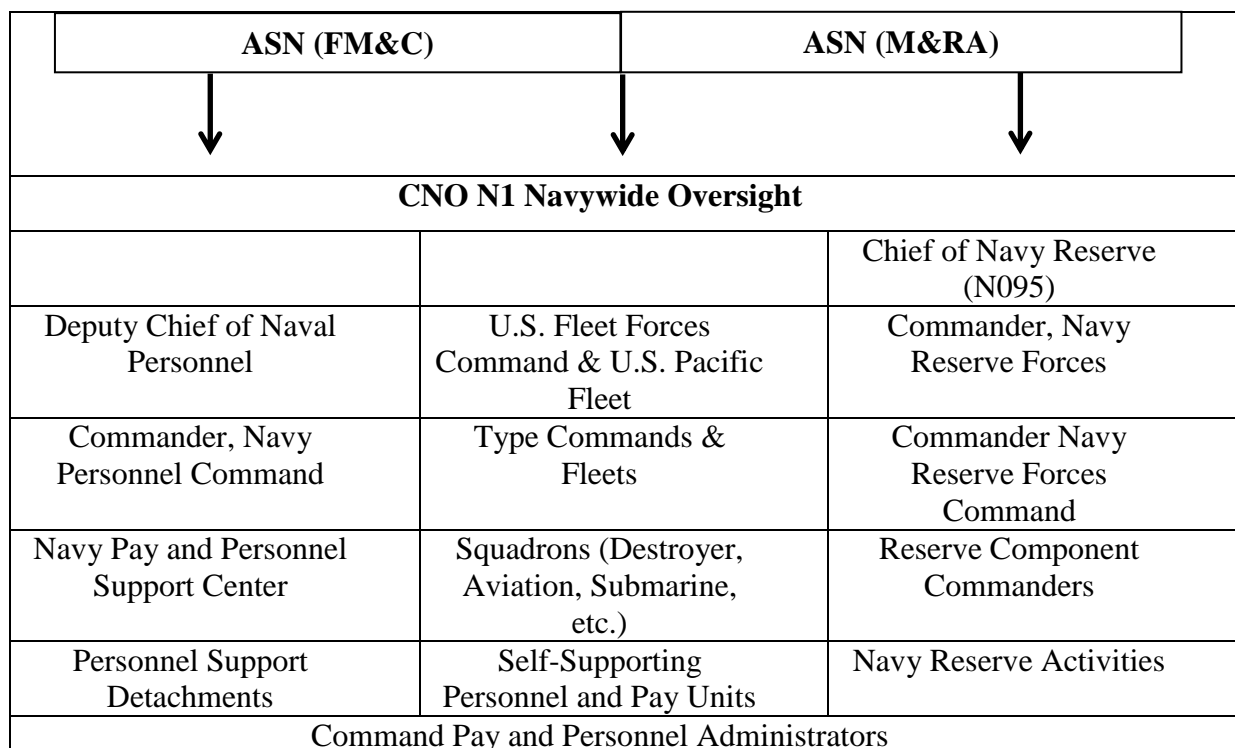 ASN (FM&C)
ASN (M&RA)
CNO N1 Navywide Oversight
Chief of Navy Reserve
(N095)
Deputy Chief of Naval
Personnel
U.S. Fleet Forces
Command & U.S. Pacific
Fleet
Commander, Navy
Reserve Forces
Commander, Navy
Personnel Command
Type Commands &
Fleets
Commander Navy
Reserve Forces
Command
Navy Pay and Personnel
Support Center
Squadrons (Destroyer,
Aviation, Submarine,
etc.)
Reserve Component
Commanders
Personnel Support
Detachments
Self-Supporting
Personnel and Pay Units
Navy Reserve Activities
Command Pay and Personnel Administrators